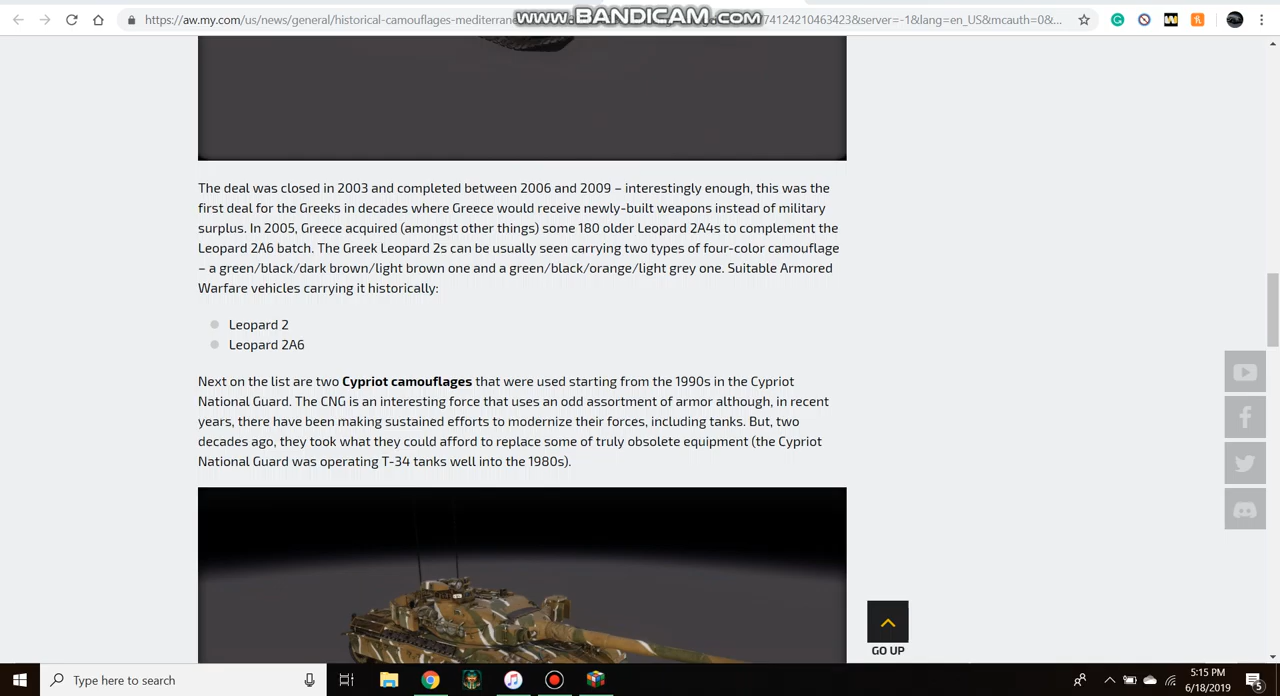 www.BANDICAM.com
https://aw.my.com/us/news/general/historical-camouflages-mediterrane
74124210463423&server=-1&lang=en_US&mcauth=0&...
The deal was closed in 2003 and completed between 2006 and 2009 – interestingly enough, this was the
first deal for the Greeks in decades where Greece would receive newly-built weapons instead of military
surplus. In 2005, Greece acquired (amongst other things) some 180 older Leopard 2A4s to complement the
Leopard 2A6 batch. The Greek Leopard 2s can be usually seen carrying two types of four-color camouflage
– a green/black/dark brown/light brown one and a green/black/orange/light grey one. Suitable Armored
Warfare vehicles carrying it historically:
Leopard 2
Leopard 2A6
Next on the list are two Cypriot camouflages that were used starting from the 1990s in the Cypriot
National Guard. The CNG is an interesting force that uses an odd assortment of armor although, in recent
years, there have been making sustained efforts to modernize their forces, including tanks. But, two
decades ago, they took what they could afford to replace some of truly obsolete equipment (the Cypriot
National Guard was operating T-34 tanks well into the 1980s).
GO UP
Type here to search
5:15 PM
6/18/2019
5